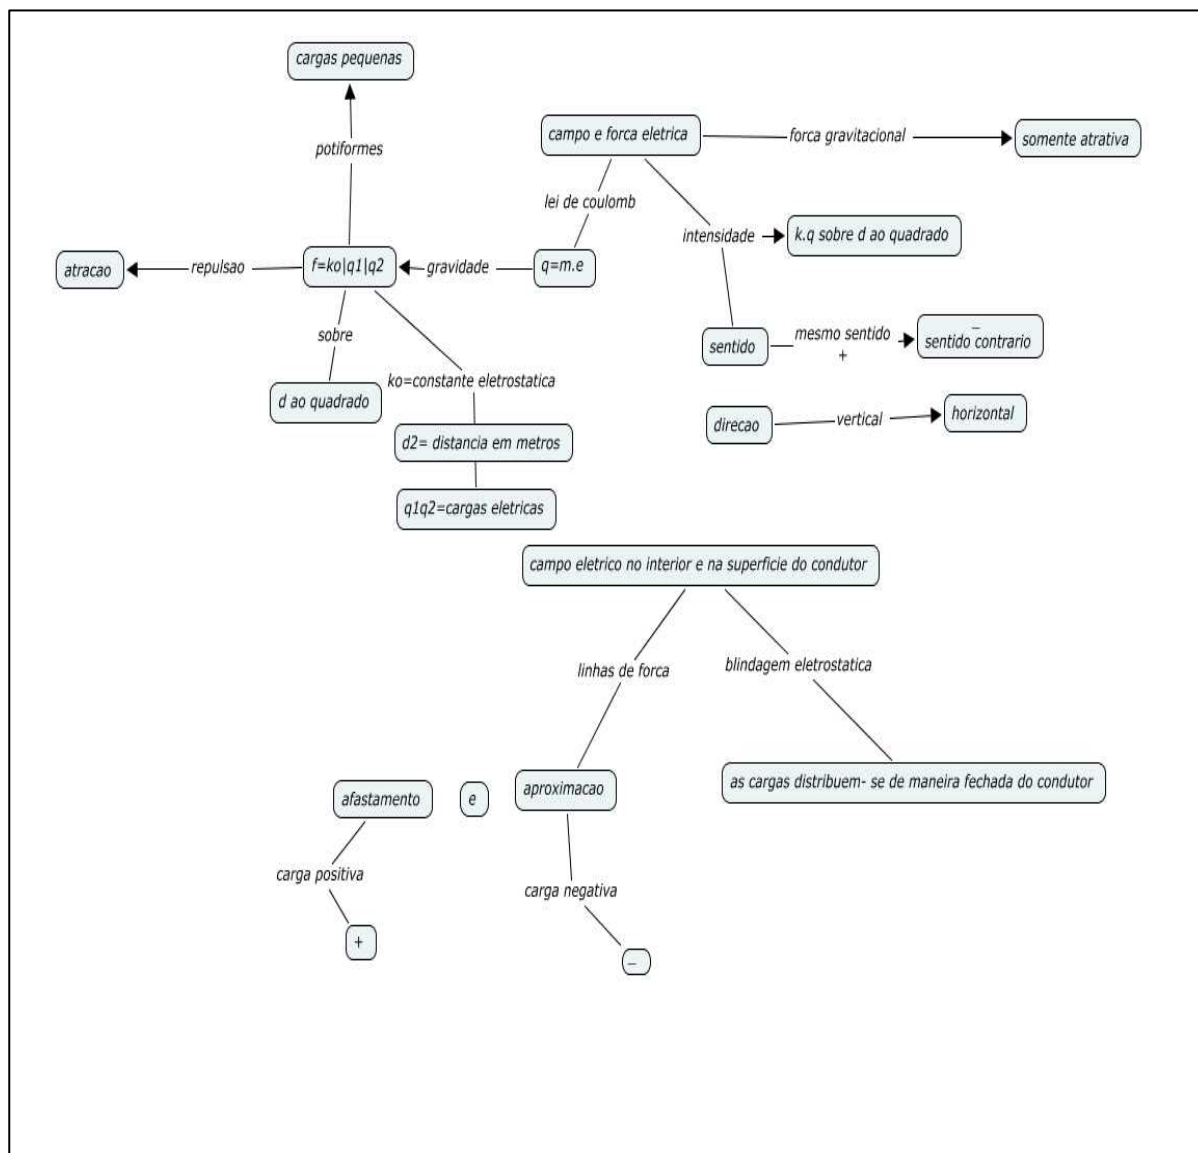 cargas pequenas
potiformes
campo e forca eletrica
forca gravitacional
somente atrativa
lei de coulomb
intensidade
k.q sobre d ao quadrado
atracao
repulsao
f=ko|q1|q2
gravidade
q=m.e
sobre
sentido
mesmo sentido
+
_
sentido contrario
ko=constante eletrostatica
d ao quadrado
direcao
vertical
horizontal
d2= distancia em metros
q1q2=cargas eletricas
campo eletrico no interior e na superficie do condutor
linhas de forca
blindagem eletrostatica
afastamento
e
aproximacao
as cargas distribuem- se de maneira fechada do condutor
carga positiva
carga negativa
+
_